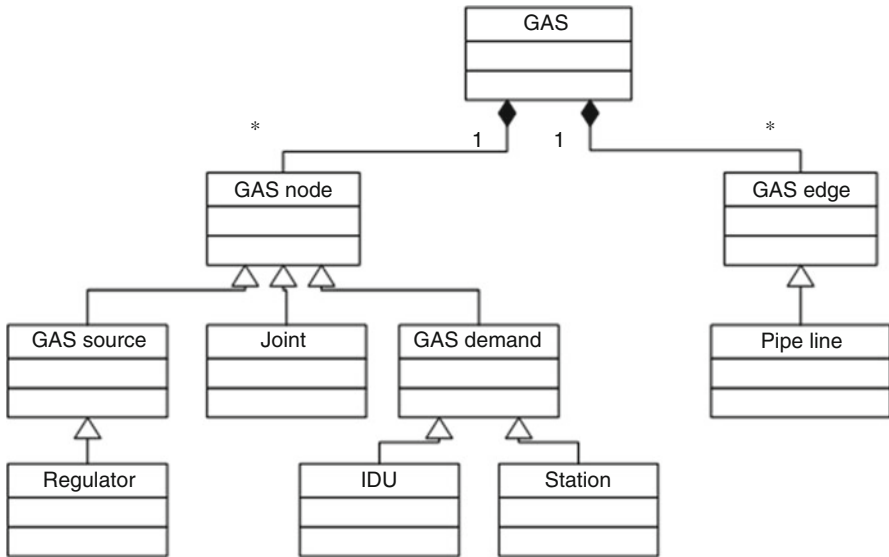 GAS
*
1
1
*
GAS node
GAS edge
GAS source
Joint
GAS demand
Pipe line
Regulator
IDU
Station